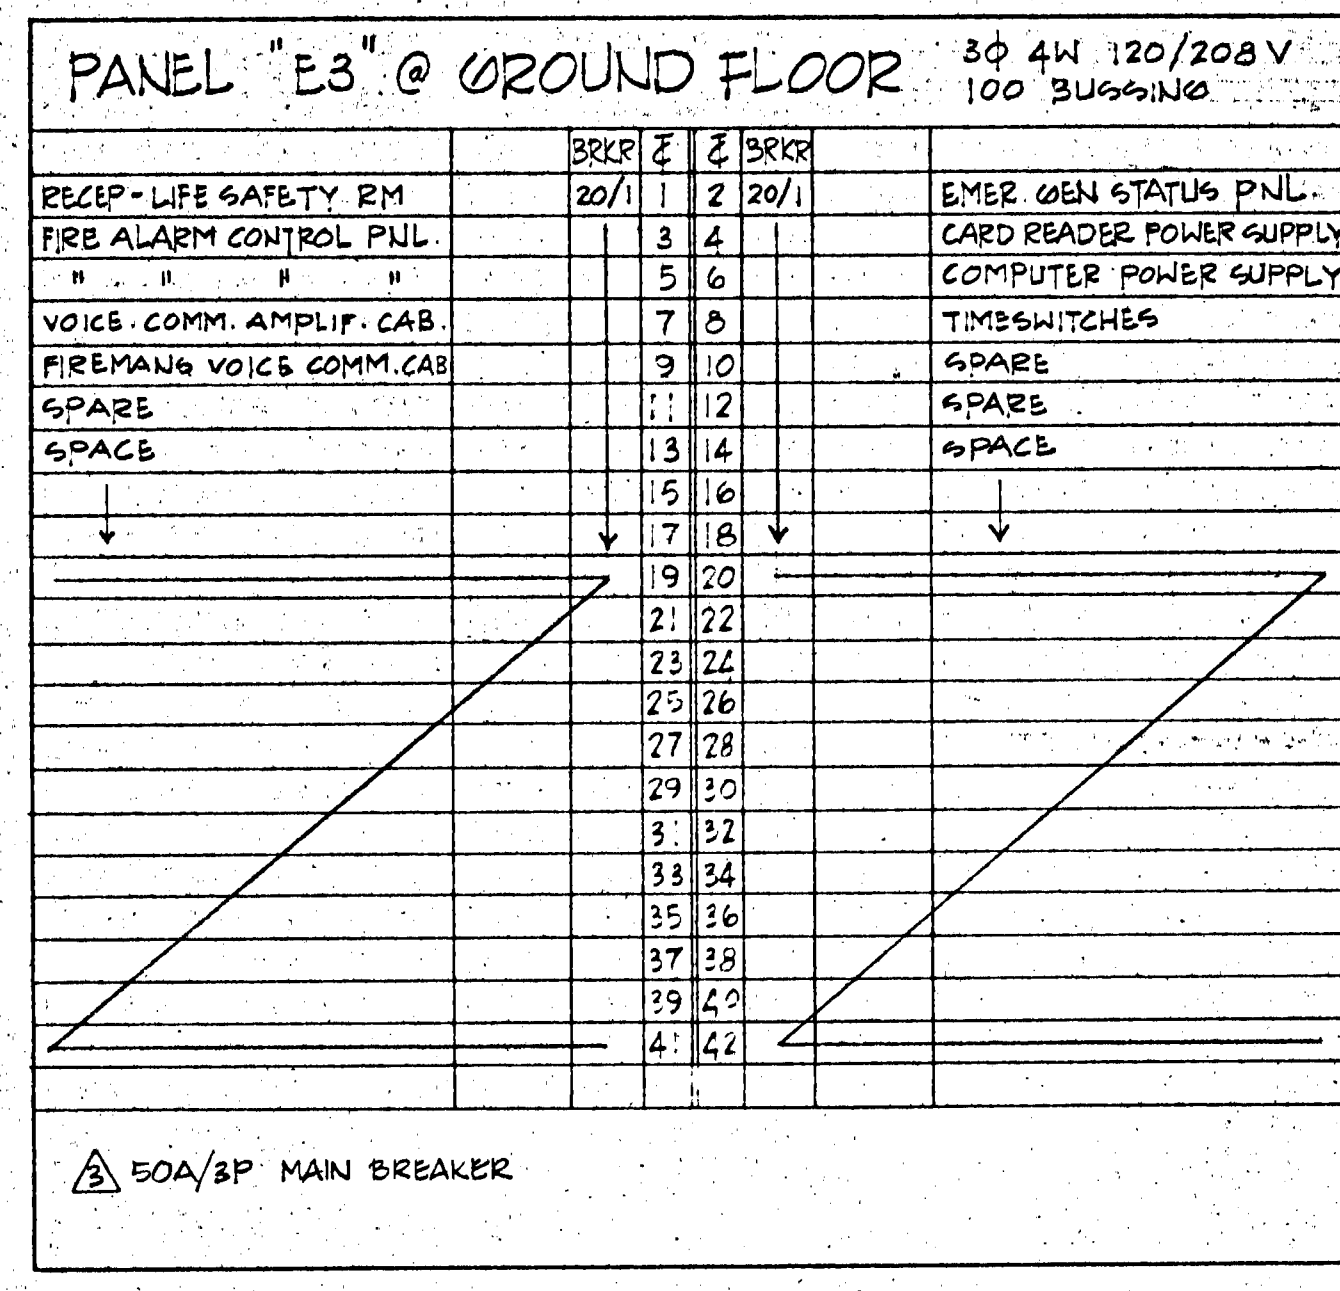 PANEL "E3" @ GROUND FLOOR 3φ 4W 120/208 V
100 BUSSING
BRKR BRKR
RECEP-LIFE SAFETY RM 20/1 1 2 20/1 EMER. GEN STATUS PNL.
FIRE ALARM CONTROL PNL. 3 4 CARD READER POWER SUPPLY
" " " " 5 6 COMPUTER POWER SUPPLY
VOICE. COMM. AMPLIF. CAB. 7 8 TIMESWITCHES
FIREMANS VOICE COMM. CAB 9 10 SPARE
SPARE 11 12 SPARE
SPACE 13 14 SPACE
15 16
17 18
19 20
21 22
23 24
25 26
27 28
29 30
31 32
33 34
35 36
37 38
39 40
41 42
3 50A/3P MAIN BREAKER